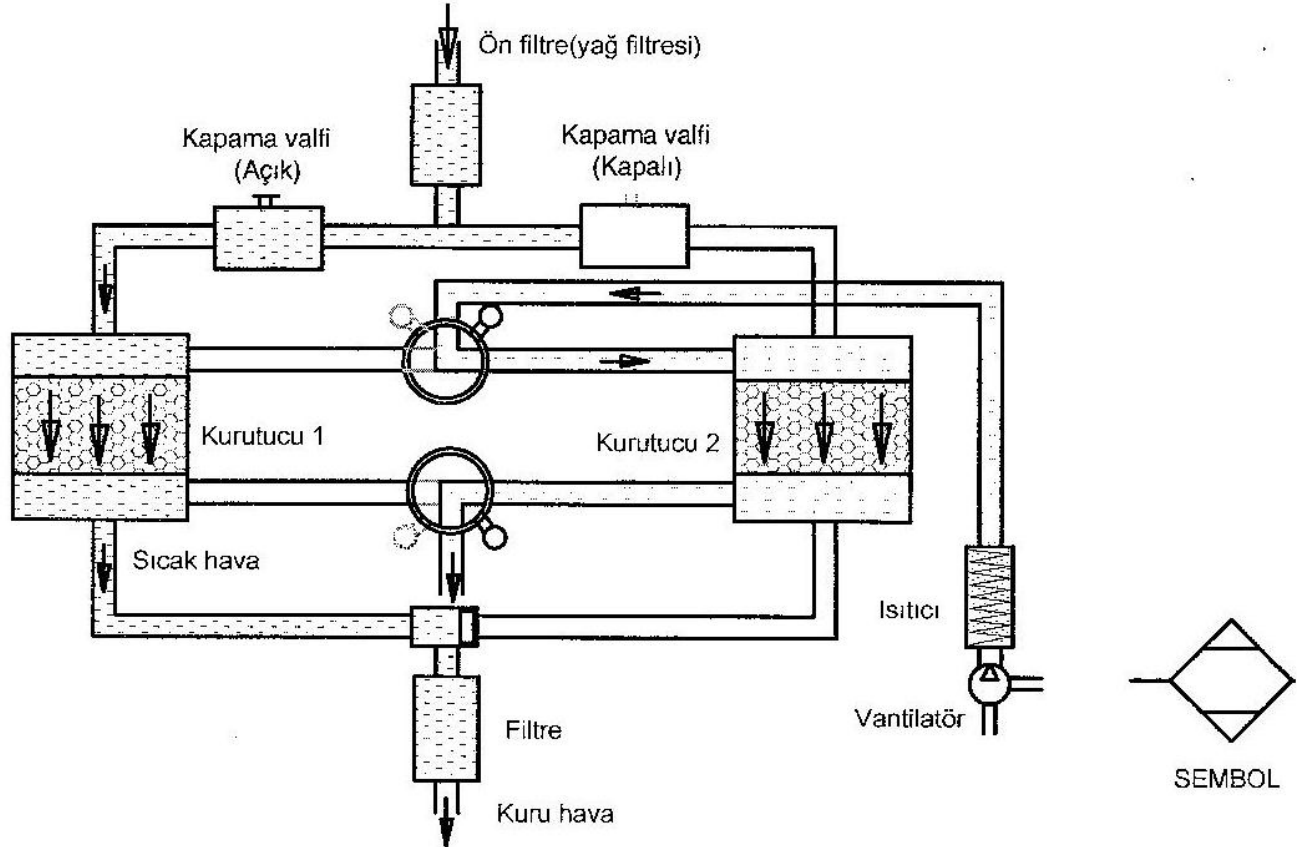 Ön filtre(yağ filtresi)
Kapama valfi
(Açık)
Kapama valfi
(Kapalı)
Kurutucu 1
Kurutucu 2
Sıcak hava
Isıtıcı
Vantilatör
Filtre
Kuru hava
SEMBOL